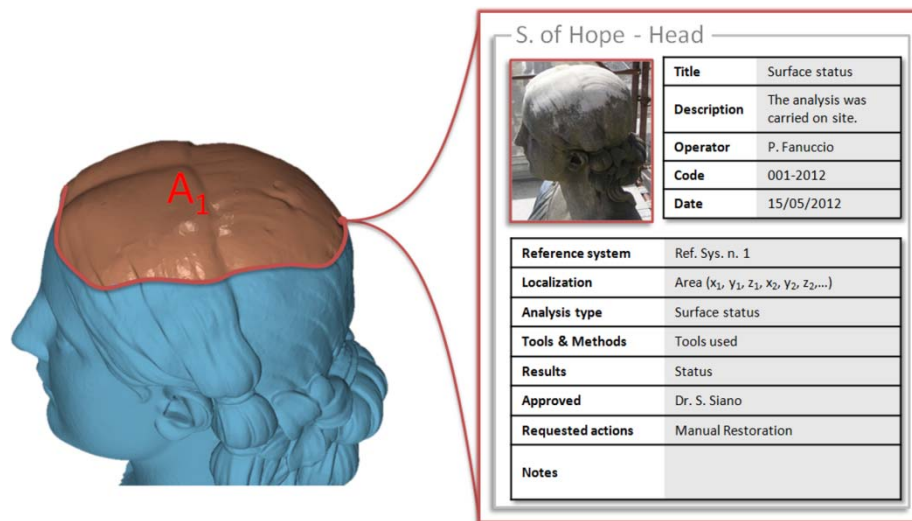 S. of Hope - Head
A1
Title Surface status
Description The analysis was
carried on site.
Operator P. Fanuccio
Code 001-2012
Date 15/05/2012
Reference system Ref. Sys. n. 1
Localization Area (x₁, y₁, z₁, x₂, y₂, z₂,...)
Analysis type Surface status
Tools & Methods Tools used
Results Status
Approved Dr. S. Siano
Requested actions Manual Restoration
Notes